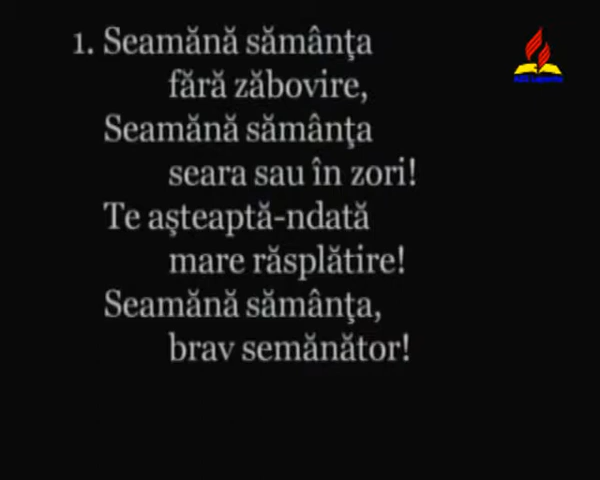 1. Seamănă sămânţa
fără zăbovire,
Seamănă sămânţa
seara sau în zori!
Te aşteaptă-ndată
mare răsplătire!
Seamănă sămânţa,
brav semănător!